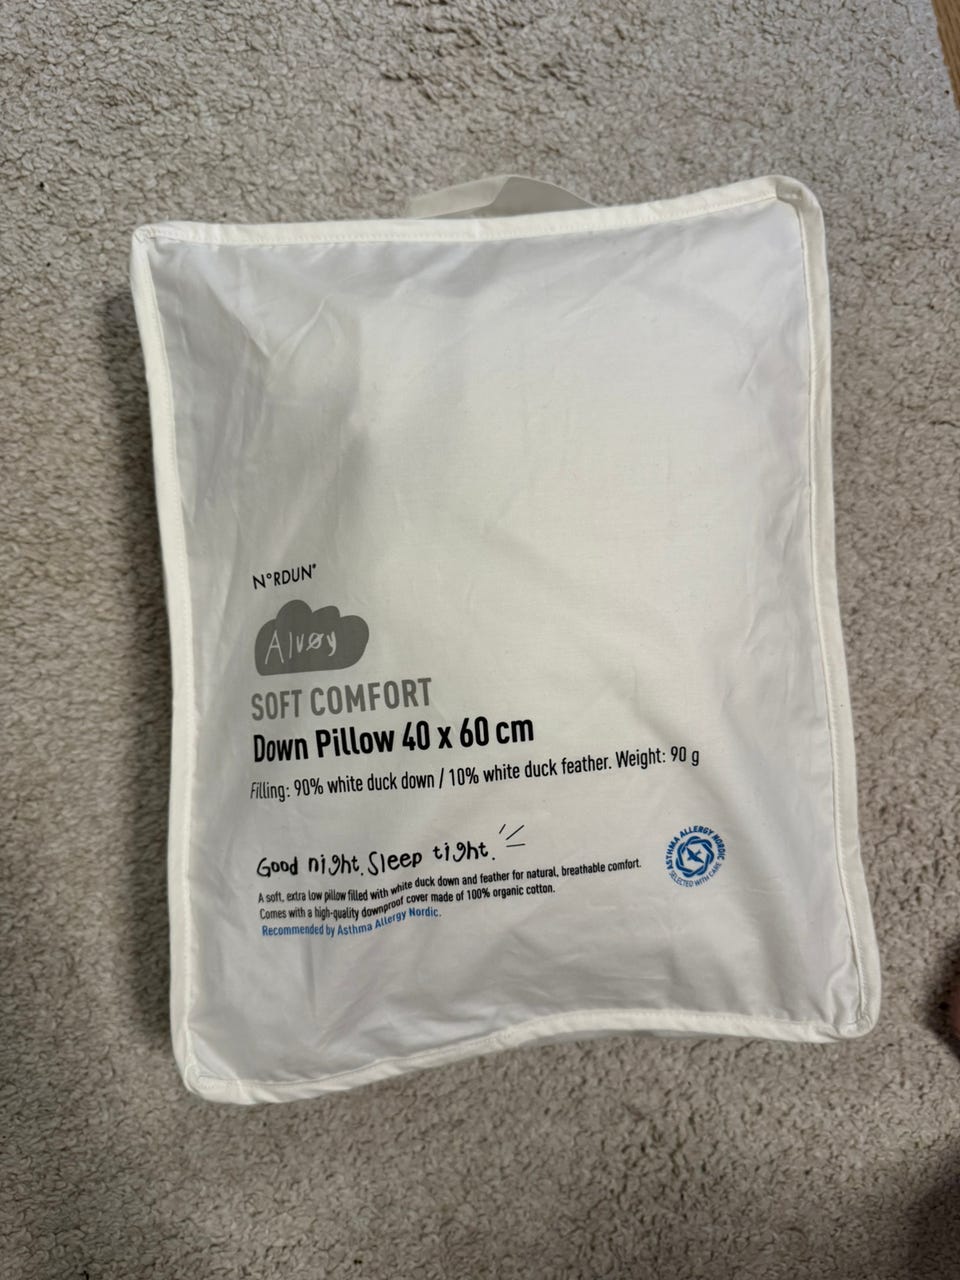 N°RDUN®
Alvøy
SOFT COMFORT
Down Pillow 40 x 60 cm
Filling: 90% white duck down / 10% white duck feather. Weight: 90 g
Good night. Sleep tight.
A soft, extra low pillow filled with white duck down and feather for natural, breathable comfort.
Comes with a high-quality downproof cover made of 100% organic cotton.
Recommended by Asthma Allergy Nordic.
ASTHMA ALLERGY NORDIC
SELECTED WITH CARE